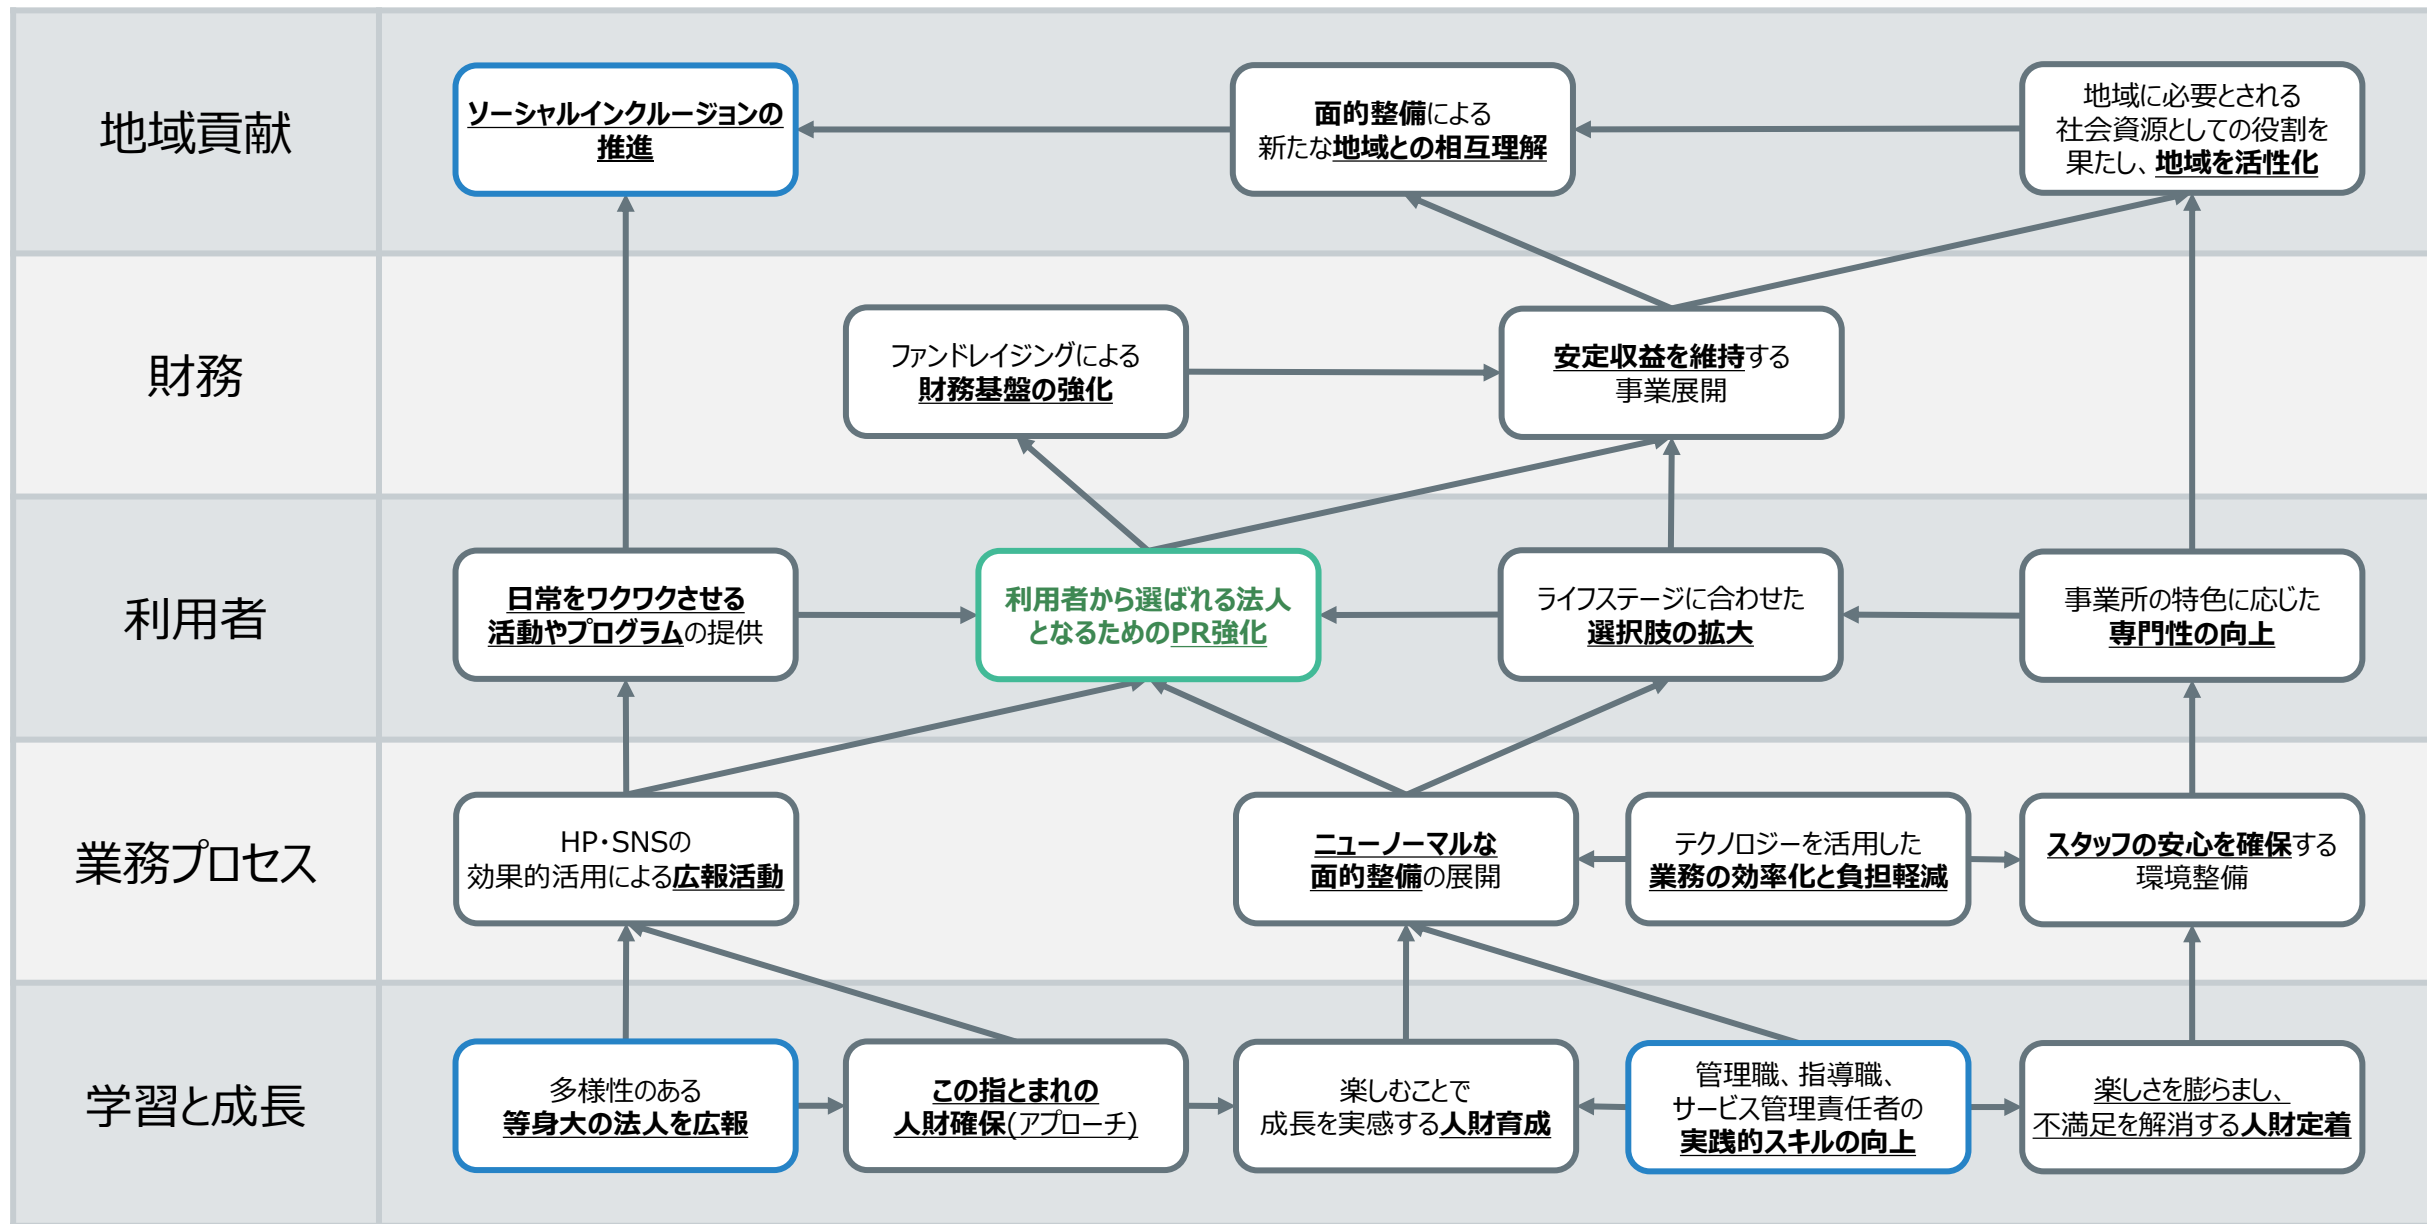 地域貢献
ソーシャルインクルージョンの
推進
面的整備による
新たな地域との相互理解
地域に必要とされる
社会資源としての役割を
果たし、地域を活性化
財務
ファンドレイジングによる
財務基盤の強化
安定収益を維持する
事業展開
利用者
日常をワクワクさせる
活動やプログラムの提供
利用者から選ばれる法人
となるためのPR強化
ライフステージに合わせた
選択肢の拡大
事業所の特色に応じた
専門性の向上
業務プロセス
HP・SNSの
効果的活用による広報活動
ニューノーマルな
面的整備の展開
テクノロジーを活用した
業務の効率化と負担軽減
スタッフの安心を確保する
環境整備
学習と成長
多様性のある
等身大の法人を広報
この指とまれの
人財確保(アプローチ)
楽しむことで
成長を実感する人財育成
管理職、指導職、
サービス管理責任者の
実践的スキルの向上
楽しさを膨らまし、
不満足を解消する人財定着